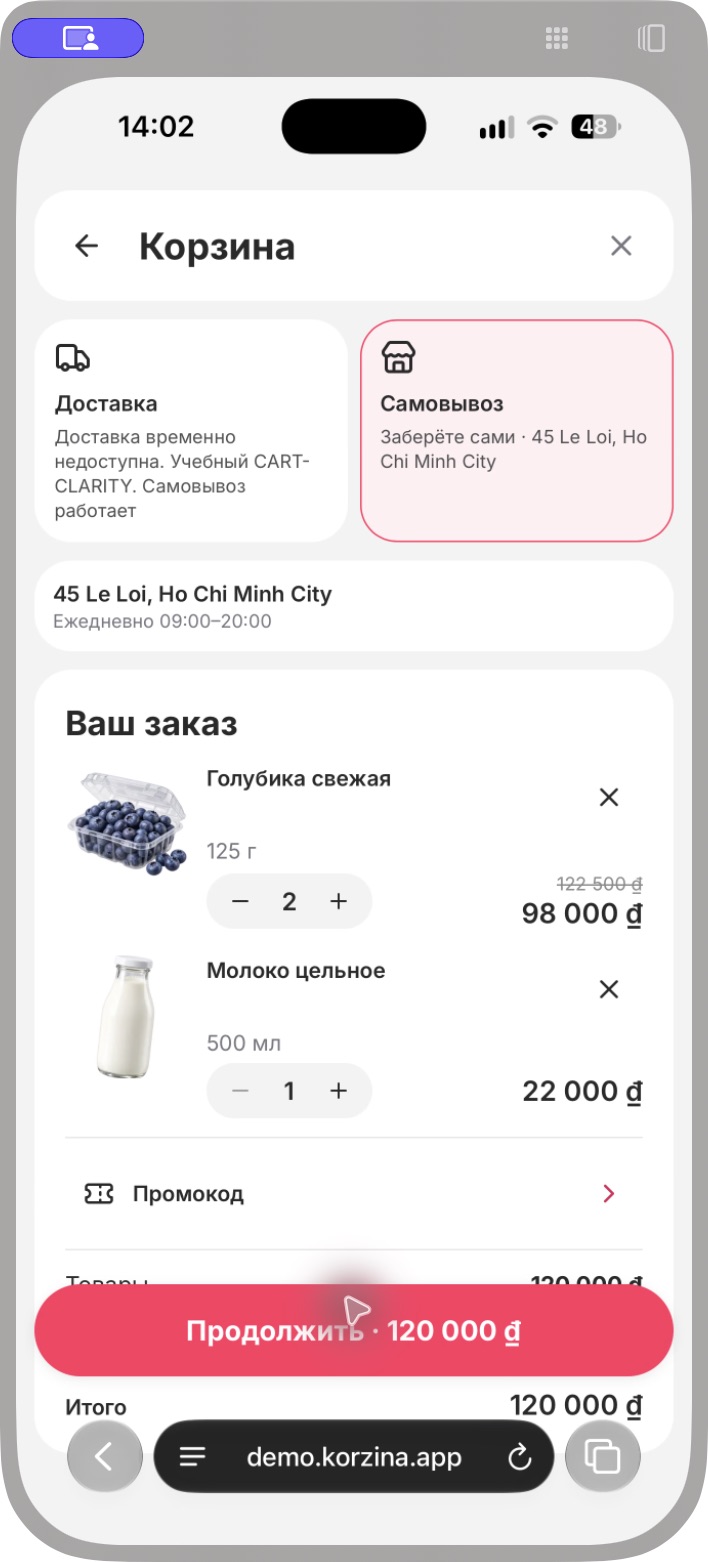 14:02
48
Корзина
Доставка
Доставка временно
недоступна. Учебный CART-
CLARITY. Самовывоз
работает
Самовывоз
Заберёте сами · 45 Le Loi, Ho
Chi Minh City
45 Le Loi, Ho Chi Minh City
Ежедневно 09:00–20:00
Ваш заказ
Голубика свежая
125 г
2
122 500 ₫
98 000 ₫
Молоко цельное
500 мл
1
22 000 ₫
Промокод
Товары 120 000 ₫
Продолжить · 120 000 ₫
Итого 120 000 ₫
demo.korzina.app